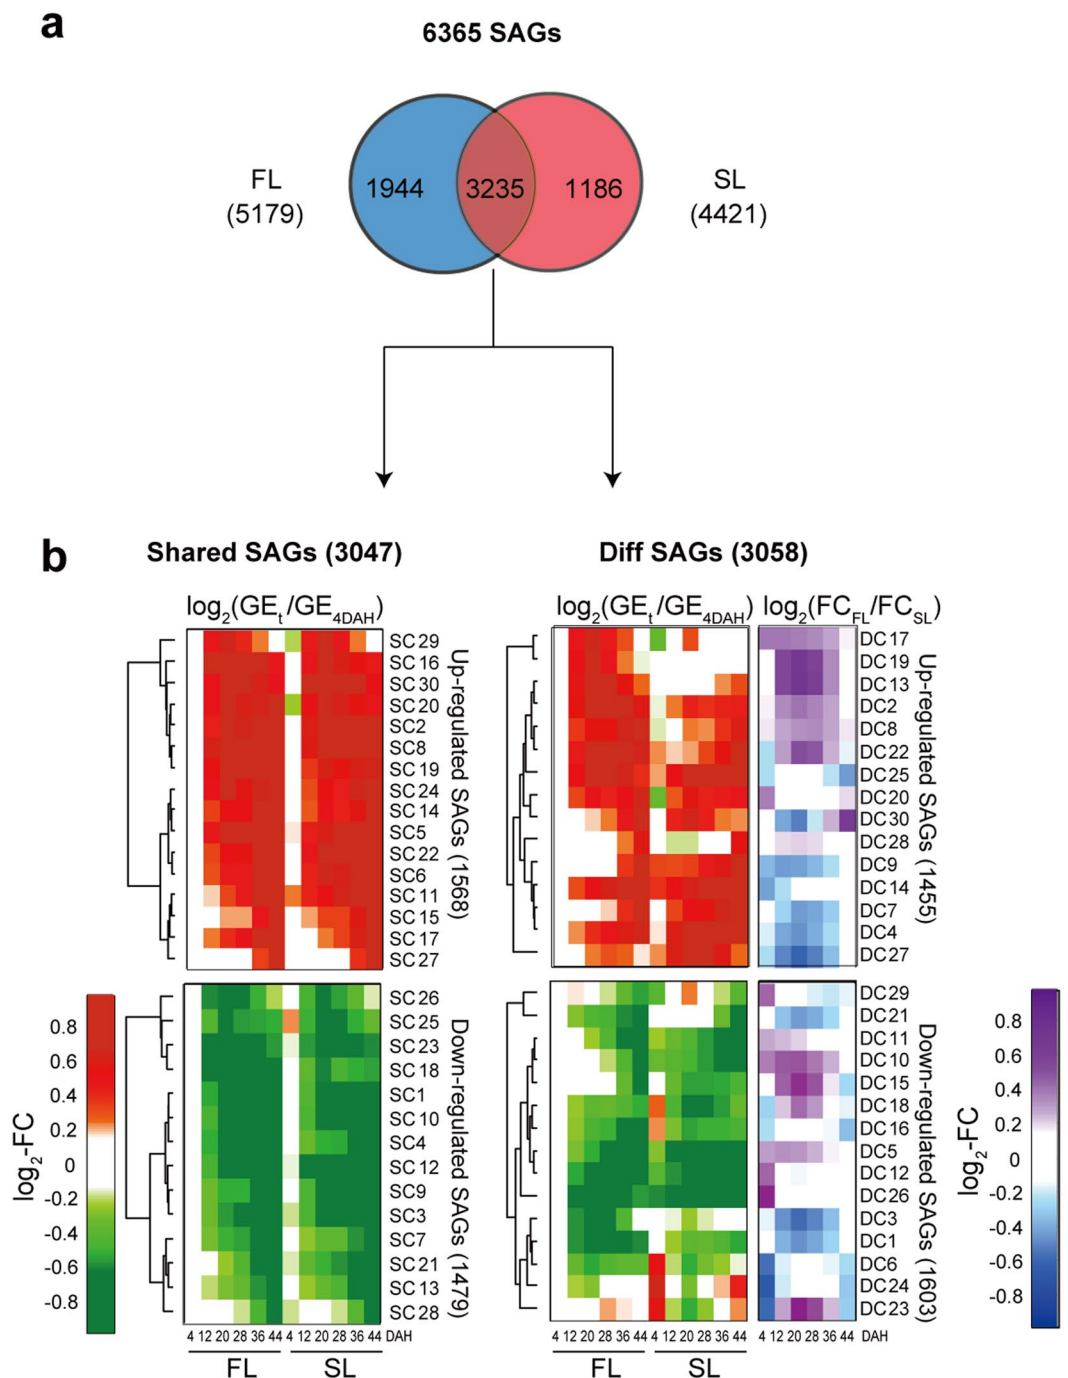 a
6365 SAGs
FL
(5179)
1944
3235
1186
SL
(4421)
b
Shared SAGs (3047)
Diff SAGs (3058)
log2(GEt/GE4DAH)
log2(GEt/GE4DAH)
log2(FCFL/FCSL)
SC29
SC16
SC30
SC20
SC2
SC8
SC19
SC24
SC14
SC5
SC22
SC6
SC11
SC15
SC17
SC27
Up-regulated SAGs (1568)
DC17
DC19
DC13
DC2
DC8
DC22
DC25
DC20
DC30
DC28
DC9
DC14
DC7
DC4
DC27
Up-regulated SAGs (1455)
SC26
SC25
SC23
SC18
SC1
SC10
SC4
SC12
SC9
SC3
SC7
SC21
SC13
SC28
Down-regulated SAGs (1479)
DC29
DC21
DC11
DC10
DC15
DC18
DC16
DC5
DC12
DC26
DC3
DC1
DC6
DC24
DC23
Down-regulated SAGs (1603)
log2-FC
0.8
0.6
0.4
0.2
0
-0.2
-0.4
-0.6
-0.8
log2-FC
0.8
0.6
0.4
0.2
0
-0.2
-0.4
-0.6
-0.8
4 12 20 28 36 44 4 12 20 28 36 44 DAH
FL SL
4 12 20 28 36 44 4 12 20 28 36 44
FL SL
4 12 20 28 36 44 DAH